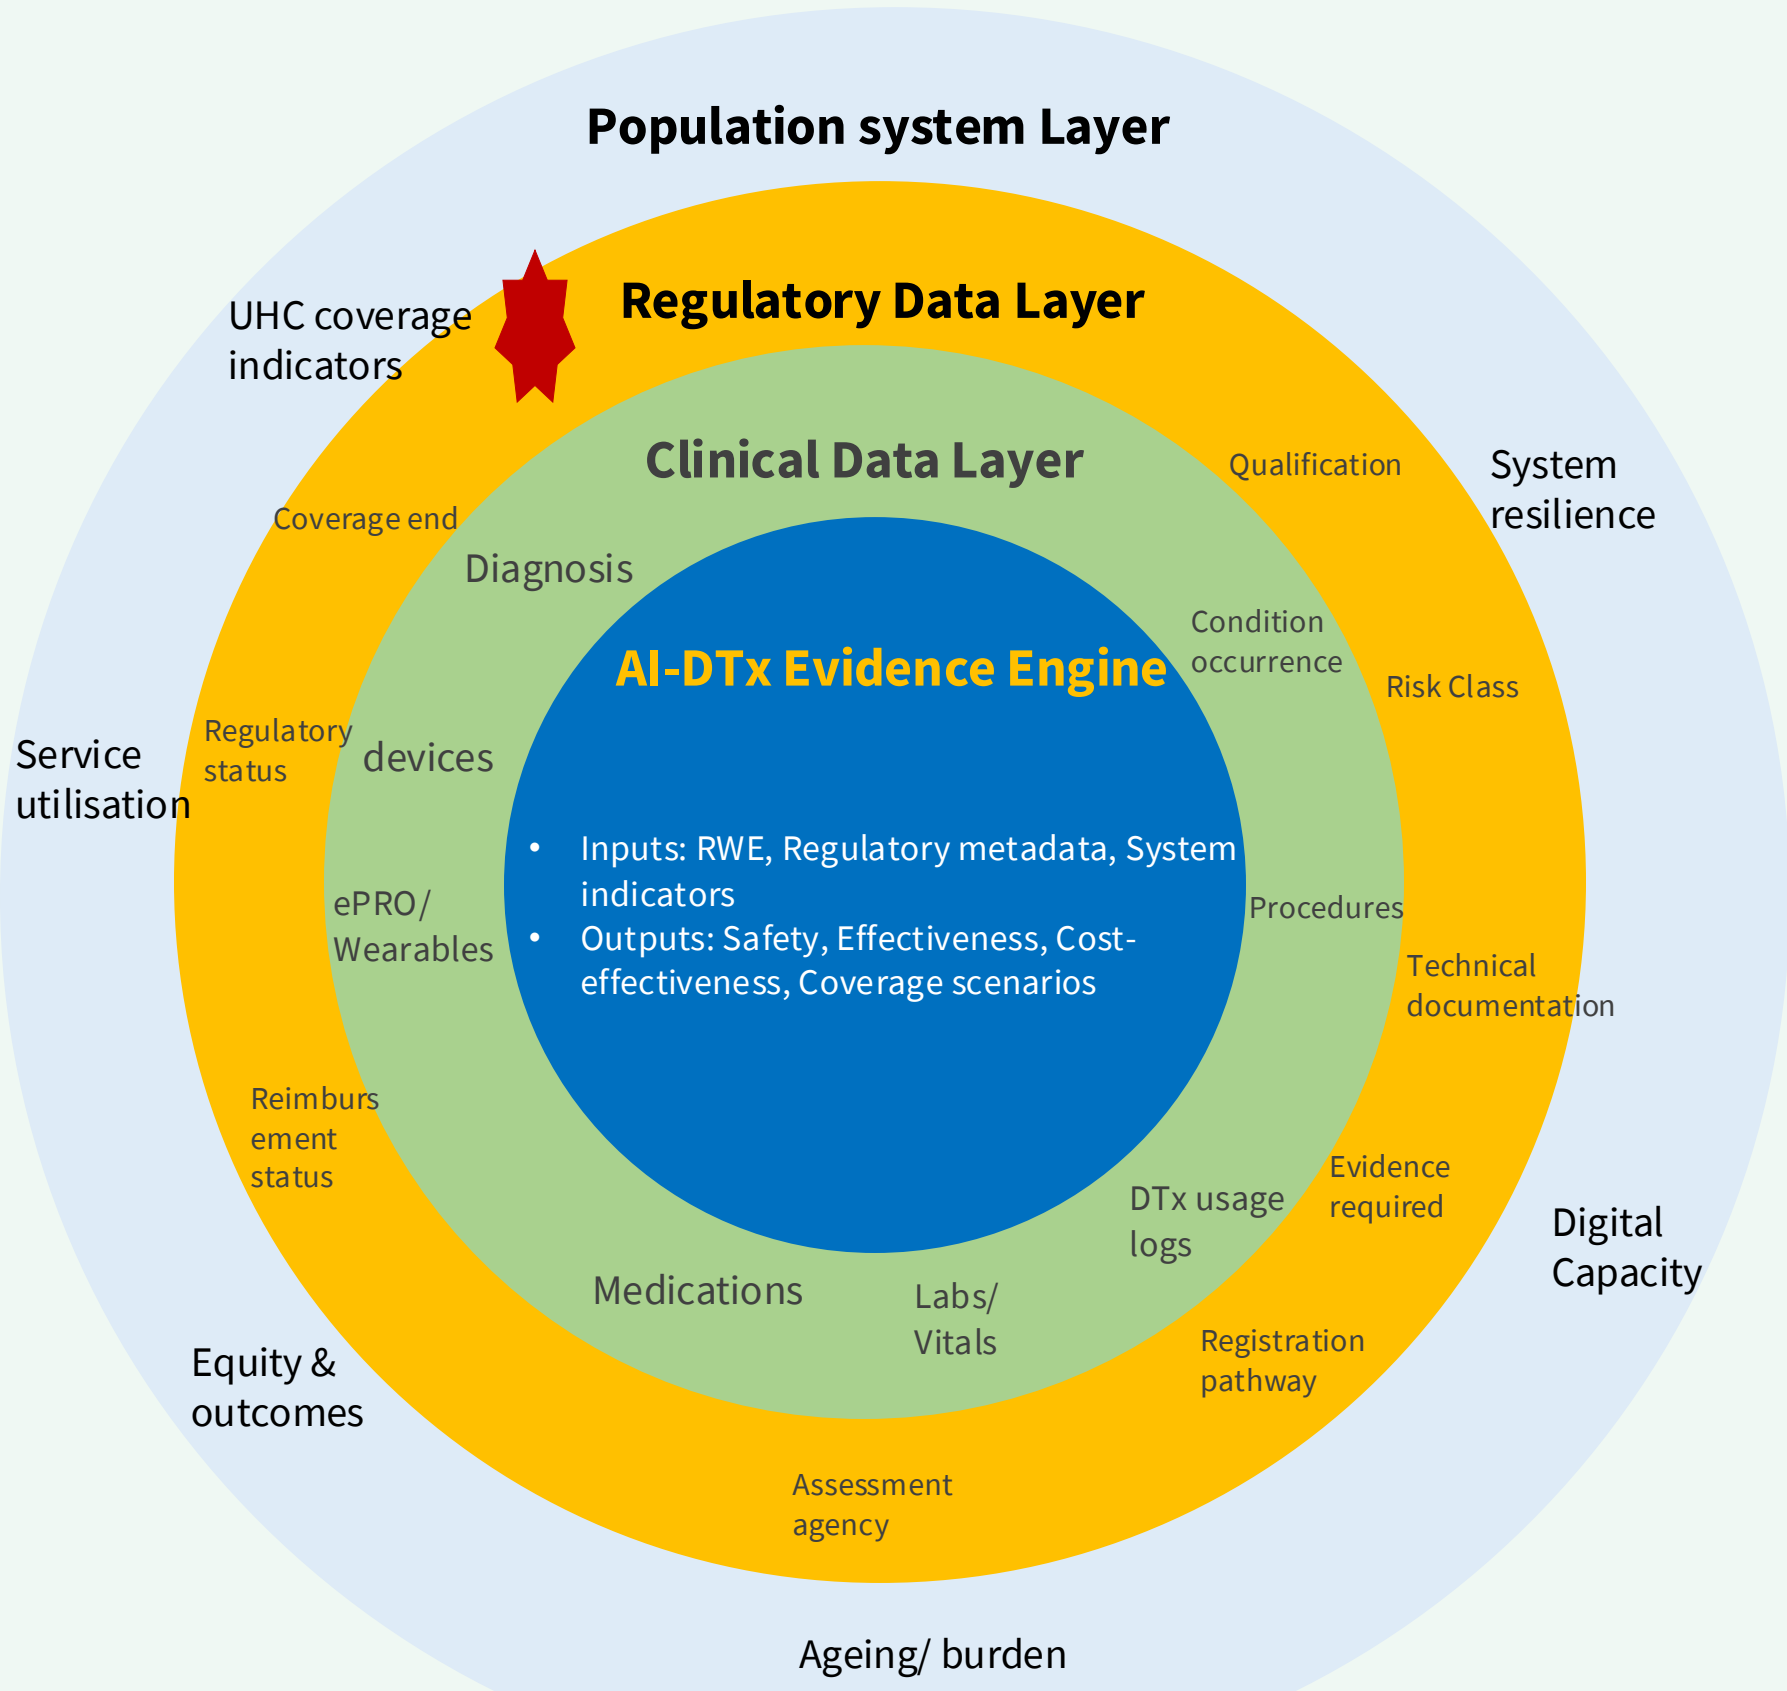 Population system Layer
Regulatory Data Layer
UHC coverage
indicators
Clinical Data Layer
Qualification
System
resilience
Coverage end
Diagnosis
Condition
occurrence
AI-DTx Evidence Engine
Risk Class
Regulatory
status
devices
Service
utilisation
• Inputs: RWE, Regulatory metadata, System
indicators
• Outputs: Safety, Effectiveness, Cost-
effectiveness, Coverage scenarios
ePRO/
Wearables
Procedures
Technical
documentation
Reimburs
ement
status
Evidence
required
DTx usage
logs
Digital
Capacity
Medications
Labs/
Vitals
Registration
pathway
Equity &
outcomes
Assessment
agency
Ageing/ burden